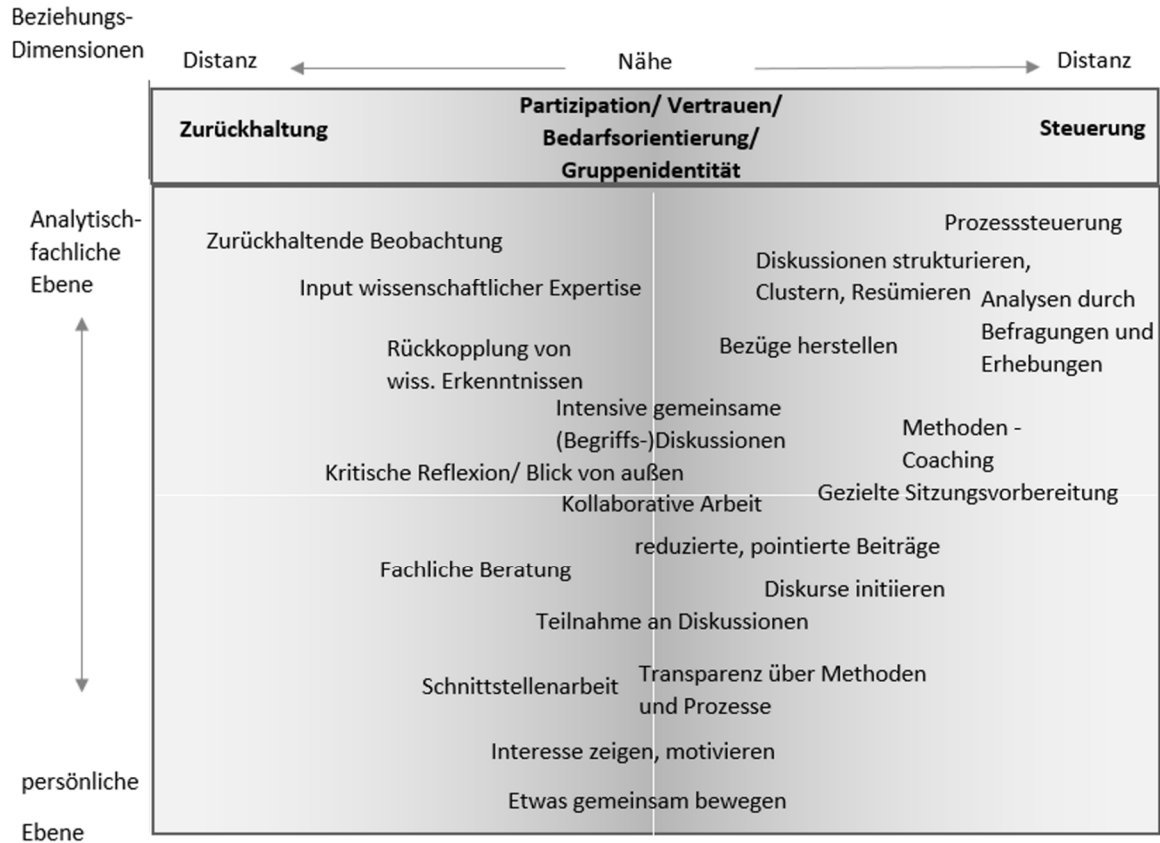 Beziehungs-
Dimensionen
Distanz
Nähe
Distanz
Zurückhaltung
Partizipation/ Vertrauen/
Bedarfsorientierung/
Gruppenidentität
Steuerung
Analytisch-
fachliche
Ebene
Prozesssteuerung
Zurückhaltende Beobachtung
Diskussionen strukturieren,
Clustern, Resümieren
Input wissenschaftlicher Expertise
Analysen durch
Befragungen und
Erhebungen
Bezüge herstellen
Rückkopplung von
wiss. Erkenntnissen
Intensive gemeinsame
(Begriffs-)Diskussionen
Methoden -
Coaching
Kritische Reflexion/ Blick von außen
Gezielte Sitzungsvorbereitung
Kollaborative Arbeit
reduzierte, pointierte Beiträge
Fachliche Beratung
Diskurse initiieren
Teilnahme an Diskussionen
Transparenz über Methoden
und Prozesse
Schnittstellenarbeit
Interesse zeigen, motivieren
persönliche
Ebene
Etwas gemeinsam bewegen